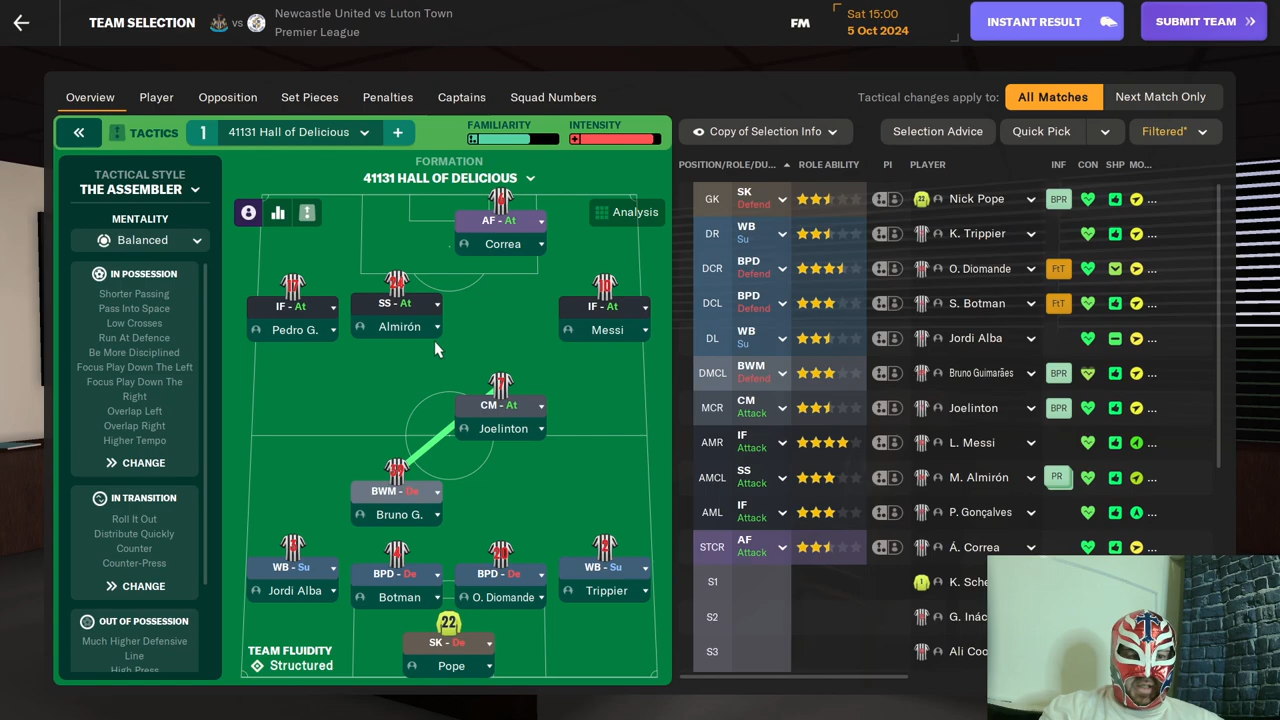 TEAM SELECTION
vs
Newcastle United vs Luton Town
Premier League
FM
Sat 15:00
5 Oct 2024
INSTANT RESULT
SUBMIT TEAM
Overview
Player
Opposition
Set Pieces
Penalties
Captains
Squad Numbers
Tactical changes apply to:
All Matches
Next Match Only
TACTICS
1
41131 Hall of Delicious
+
FAMILIARITY
INTENSITY
TACTICAL STYLE
THE ASSEMBLER
MENTALITY
Balanced
IN POSSESSION
Shorter Passing
Pass Into Space
Low Crosses
Run At Defence
Be More Disciplined
Focus Play Down The Left
Focus Play Down The
Right
Overlap Left
Overlap Right
Higher Tempo
CHANGE
IN TRANSITION
Roll It Out
Distribute Quickly
Counter
Counter-Press
CHANGE
OUT OF POSSESSION
Much Higher Defensive
Line
High Press
FORMATION
41131 HALL OF DELICIOUS
Analysis
AF - At
Correa
IF - At
Pedro G.
SS - At
Almirón
IF - At
Messi
CM - At
Joelinton
BWM - De
Bruno G.
WB - Su
Jordi Alba
BPD - De
Botman
BPD - De
O. Diomande
WB - Su
Trippier
22
SK - De
Pope
TEAM FLUIDITY
Structured
Copy of Selection Info
Selection Advice
Quick Pick
Filtered*
POSITION/ROLE/DU...
ROLE ABILITY
PI
PLAYER
INF
CON
SHP
MO...
GK
SK
Defend
Nick Pope
BPR
...
DR
WB
Su
K. Trippier
...
DCR
BPD
Defend
O. Diomande
FtT
...
DCL
BPD
Defend
S. Botman
FtT
...
DL
WB
Su
Jordi Alba
...
DMCL
BWM
Defend
Bruno Guimarães
BPR
...
MCR
CM
Attack
Joelinton
BPR
...
AMR
IF
Attack
L. Messi
...
AMCL
SS
Attack
M. Almirón
PR
...
AML
IF
Attack
P. Gonçalves
...
STCR
AF
Attack
Á. Correa
...
S1
K. Sche
S2
G. Inác
S3
Ali Coo